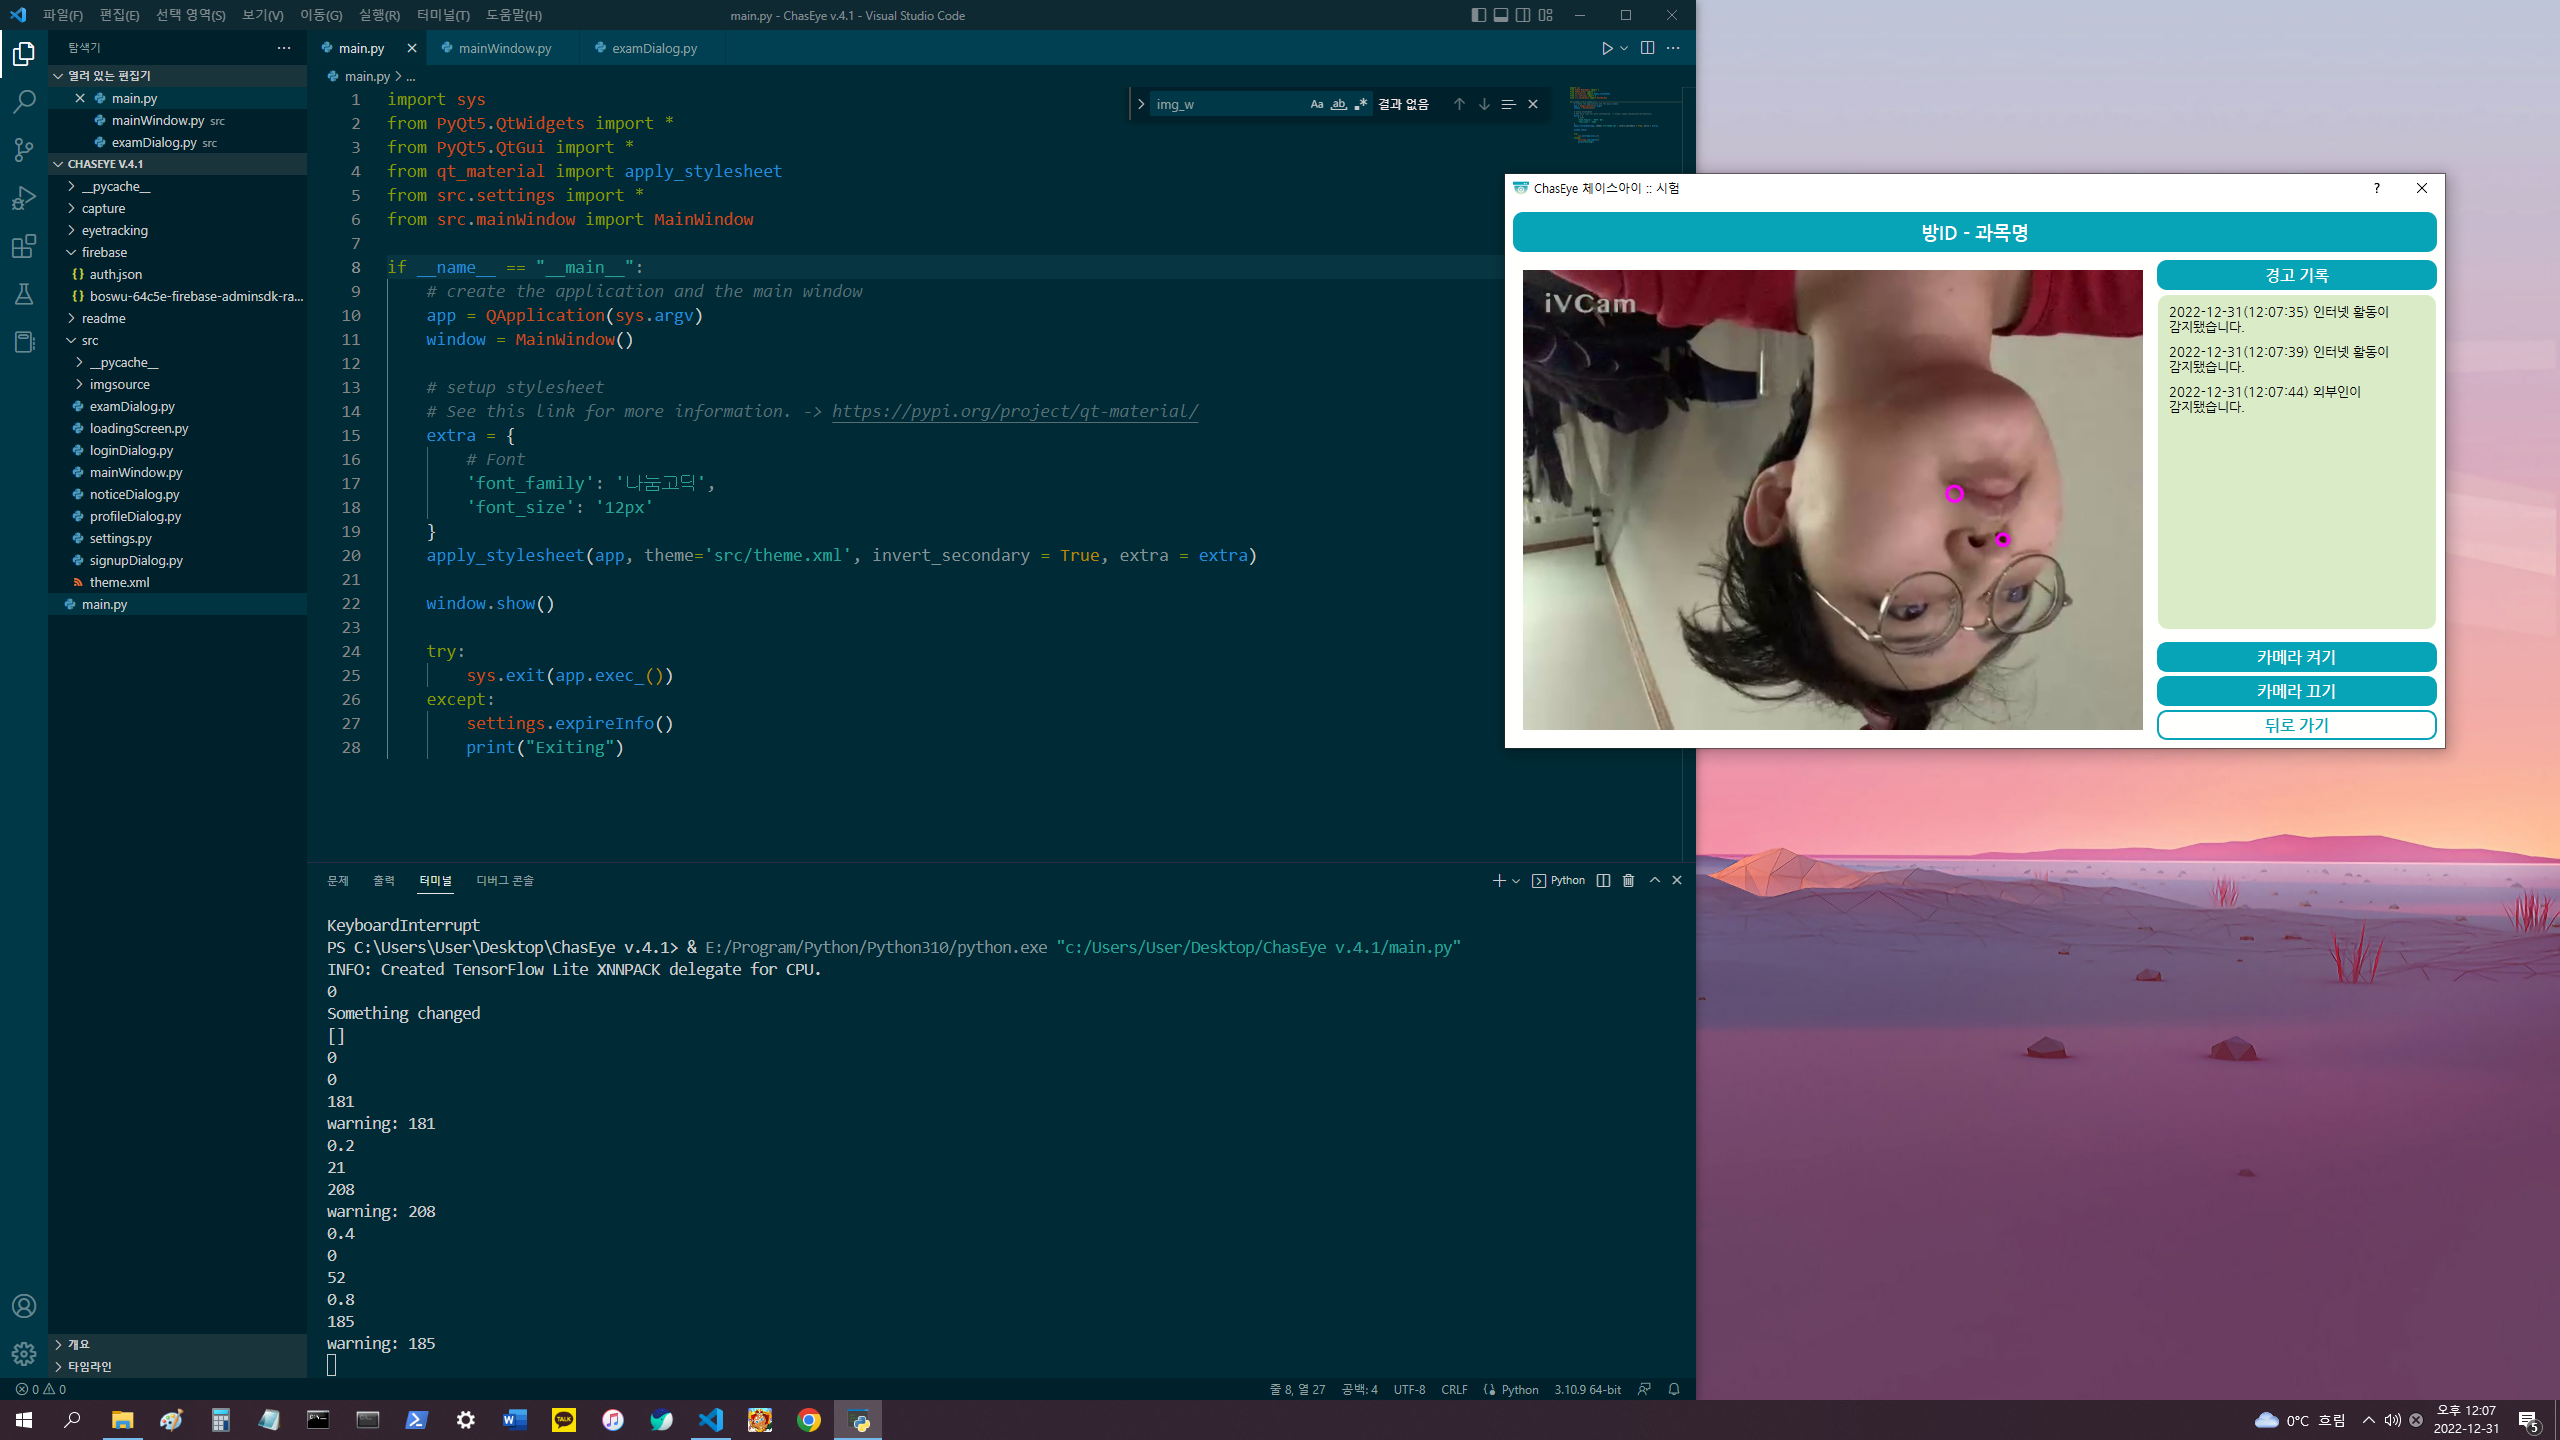 파일(F) 편집(E) 선택 영역(S) 보기(V) 이동(G) 실행(R) 터미널(T) 도움말(H)
main.py - ChasEye v.4.1 - Visual Studio Code
탐색기
열려 있는 편집기
main.py
mainWindow.py src
examDialog.py src
CHASEYE V.4.1
__pycache__
capture
eyetracking
firebase
auth.json
boswu-64c5e-firebase-adminsdk-ra...
readme
src
__pycache__
imgsource
examDialog.py
loadingScreen.py
loginDialog.py
mainWindow.py
noticeDialog.py
profileDialog.py
settings.py
signupDialog.py
theme.xml
main.py
개요
타임라인
main.py
mainWindow.py
examDialog.py
main.py > ...
img_w
Aa ab 결과 없음
1 import sys
2 from PyQt5.QtWidgets import *
3 from PyQt5.QtGui import *
4 from qt_material import apply_stylesheet
5 from src.settings import *
6 from src.mainWindow import MainWindow
7
8 if __name__ == "__main__":
9 # create the application and the main window
10 app = QApplication(sys.argv)
11 window = MainWindow()
12
13 # setup stylesheet
14 # See this link for more information. -> https://pypi.org/project/qt-material/
15 extra = {
16 # Font
17 'font_family': '나눔고딕',
18 'font_size': '12px'
19 }
20 apply_stylesheet(app, theme='src/theme.xml', invert_secondary = True, extra = extra)
21
22 window.show()
23
24 try:
25 sys.exit(app.exec_())
26 except:
27 settings.expireInfo()
28 print("Exiting")
문제 출력 터미널 디버그 콘솔
Python
KeyboardInterrupt
PS C:\Users\User\Desktop\ChasEye v.4.1> & E:/Program/Python/Python310/python.exe "c:/Users/User/Desktop/ChasEye v.4.1/main.py"
INFO: Created TensorFlow Lite XNNPACK delegate for CPU.
0
Something changed
[]
0
0
181
warning: 181
0.2
21
208
warning: 208
0.4
0
52
0.8
185
warning: 185
0 0
줄 8, 열 27 공백: 4 UTF-8 CRLF Python 3.10.9 64-bit
ChasEye 체이스아이 :: 시험
?
방ID - 과목명
iVCam
경고 기록
2022-12-31(12:07:35) 인터넷 활동이
감지됐습니다.
2022-12-31(12:07:39) 인터넷 활동이
감지됐습니다.
2022-12-31(12:07:44) 외부인이
감지됐습니다.
카메라 켜기
카메라 끄기
뒤로 가기
TALK
0°C 흐림
오후 12:07
2022-12-31
5